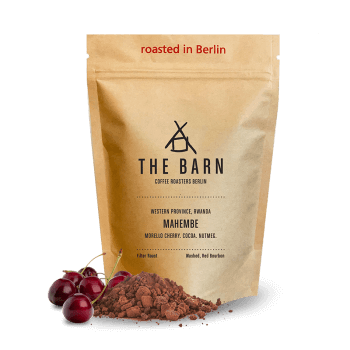 roasted in Berlin
THE BARN
COFFEE ROASTERS BERLIN
WESTERN PROVINCE, RWANDA
MAHEMBE
MORELLO CHERRY. COCOA. NUTMEG.
Filter Roast Washed, Red Bourbon